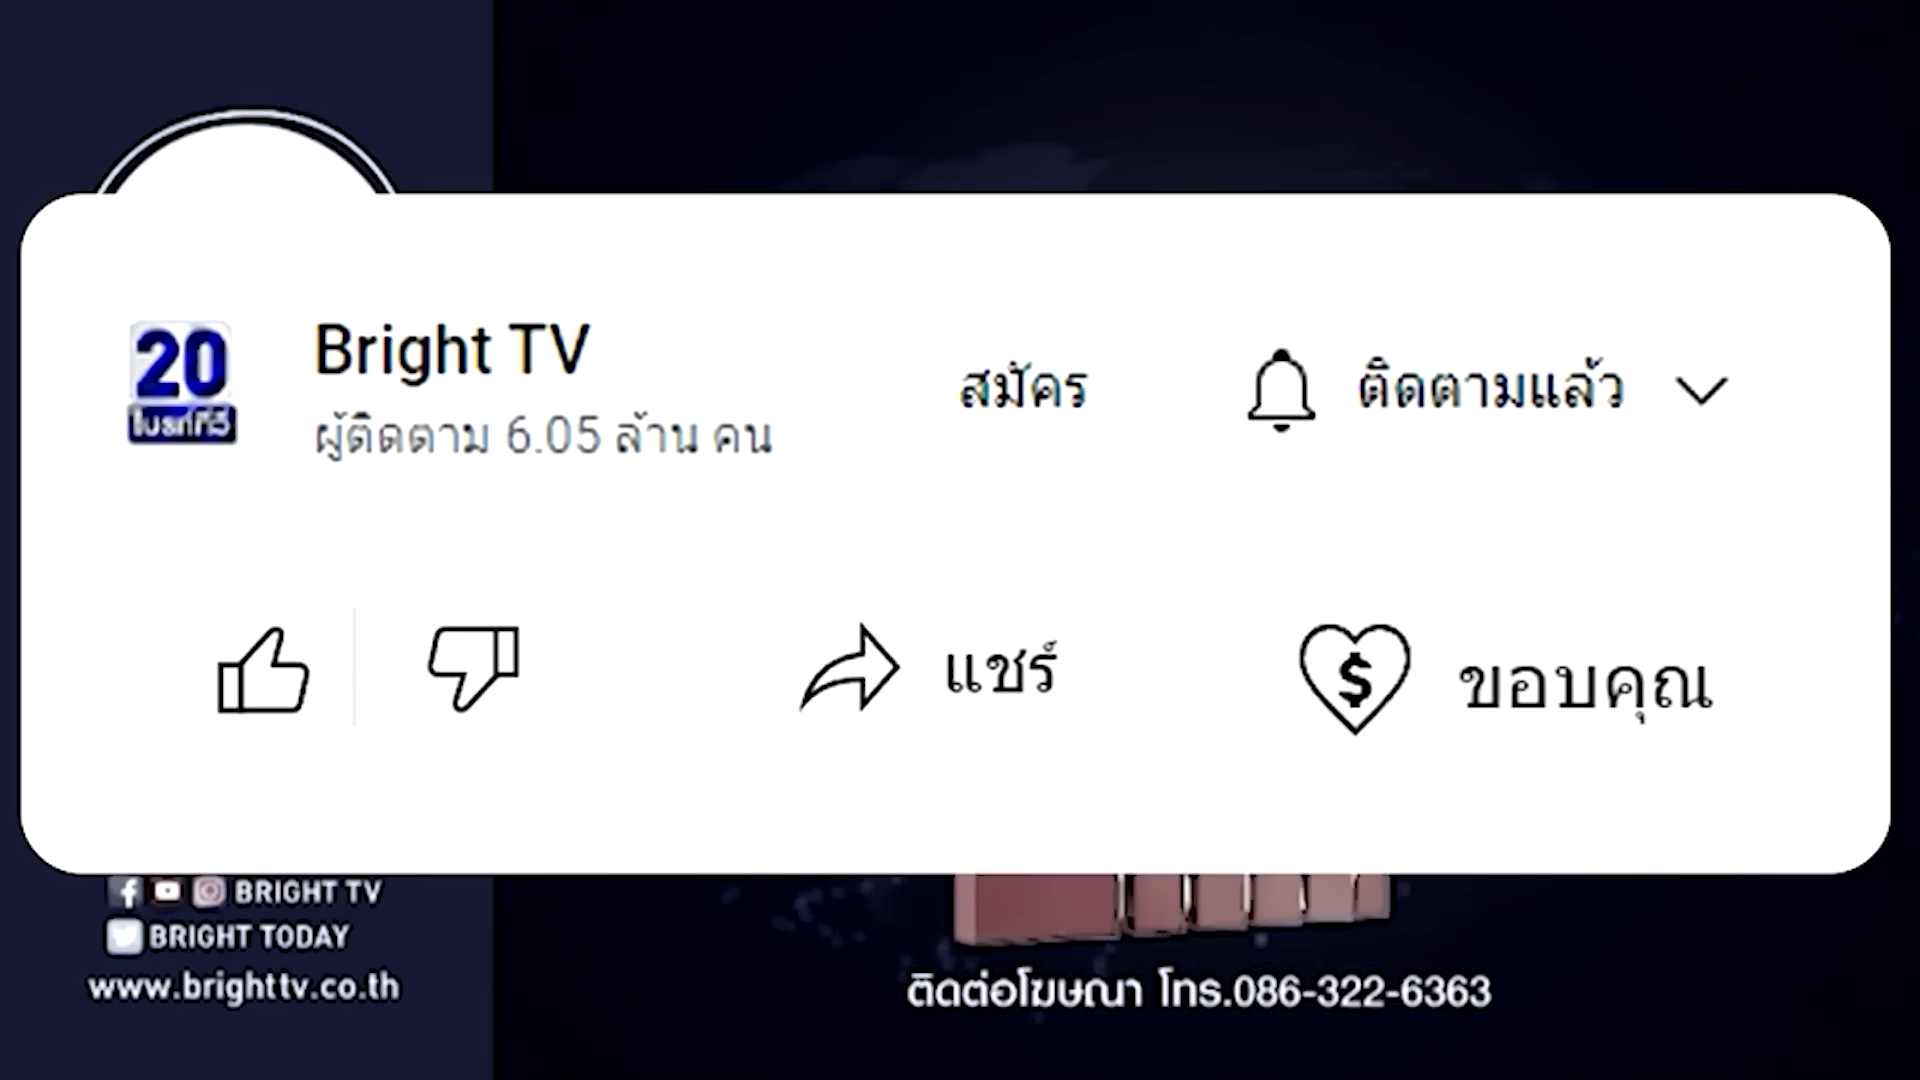 20
ไบรท์ทีวี
Bright TV
ผู้ติดตาม 6.05 ล้าน คน
สมัคร
ติดตามแล้ว
แชร์
$
ขอบคุณ
BRIGHT TV
BRIGHT TODAY
www.brighttv.co.th
ติดต่อโฆษณา โทร.086-322-6363